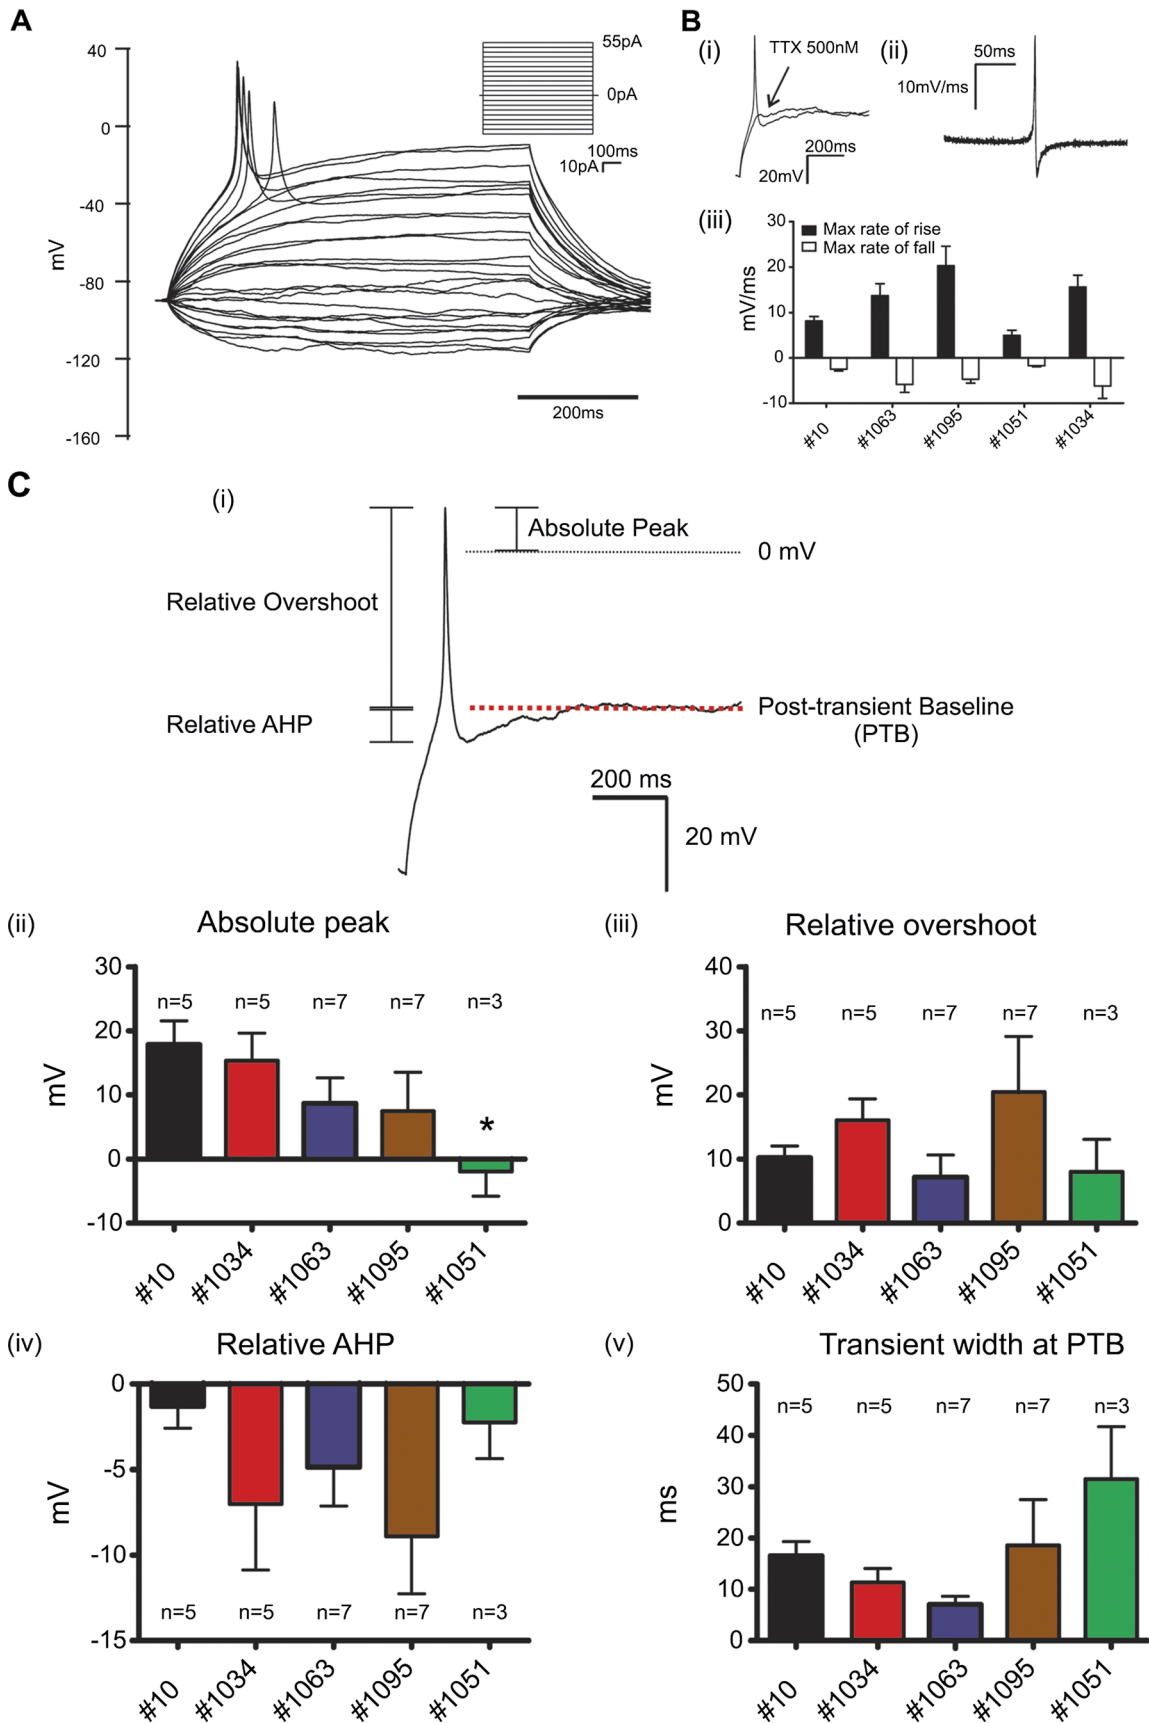 A
40
0
-40
-80
-120
-160
mV
55pA
0pA
100ms
10pA
200ms
B
(i)
TTX 500nM
200ms
20mV
(ii)
50ms
10mV/ms
(iii)
30
20
10
0
-10
mV/ms
Max rate of rise
Max rate of fall
#10
#1063
#1095
#1051
#1034
C
(i)
Absolute Peak
0 mV
Relative Overshoot
Relative AHP
Post-transient Baseline
(PTB)
200 ms
20 mV
(ii)
Absolute peak
30
20
10
0
-10
mV
n=5
n=5
n=7
n=7
n=3
*
#10
#1034
#1063
#1095
#1051
(iii)
Relative overshoot
40
30
20
10
0
mV
n=5
n=5
n=7
n=7
n=3
#10
#1034
#1063
#1095
#1051
(iv)
Relative AHP
0
-5
-10
-15
mV
n=5
n=5
n=7
n=7
n=3
#10
#1034
#1063
#1095
#1051
(v)
Transient width at PTB
50
40
30
20
10
0
ms
n=5
n=5
n=7
n=7
n=3
#10
#1034
#1063
#1095
#1051